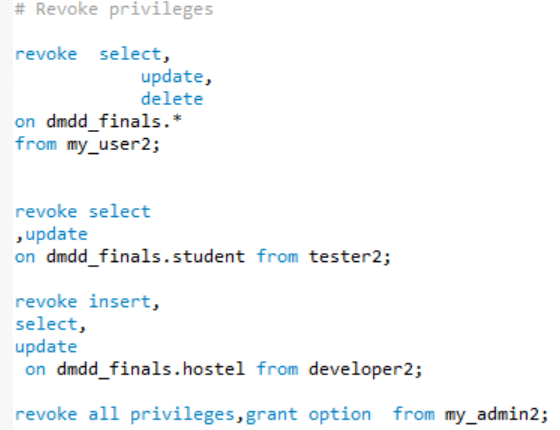 # Revoke privileges
revoke  select,
update,
delete
on dmdd_finals.*
from my_user2;
revoke select
,update
on dmdd_finals.student from tester2;
revoke insert,
select,
update
on dmdd_finals.hostel from developer2;
revoke all privileges,grant option  from my_admin2;